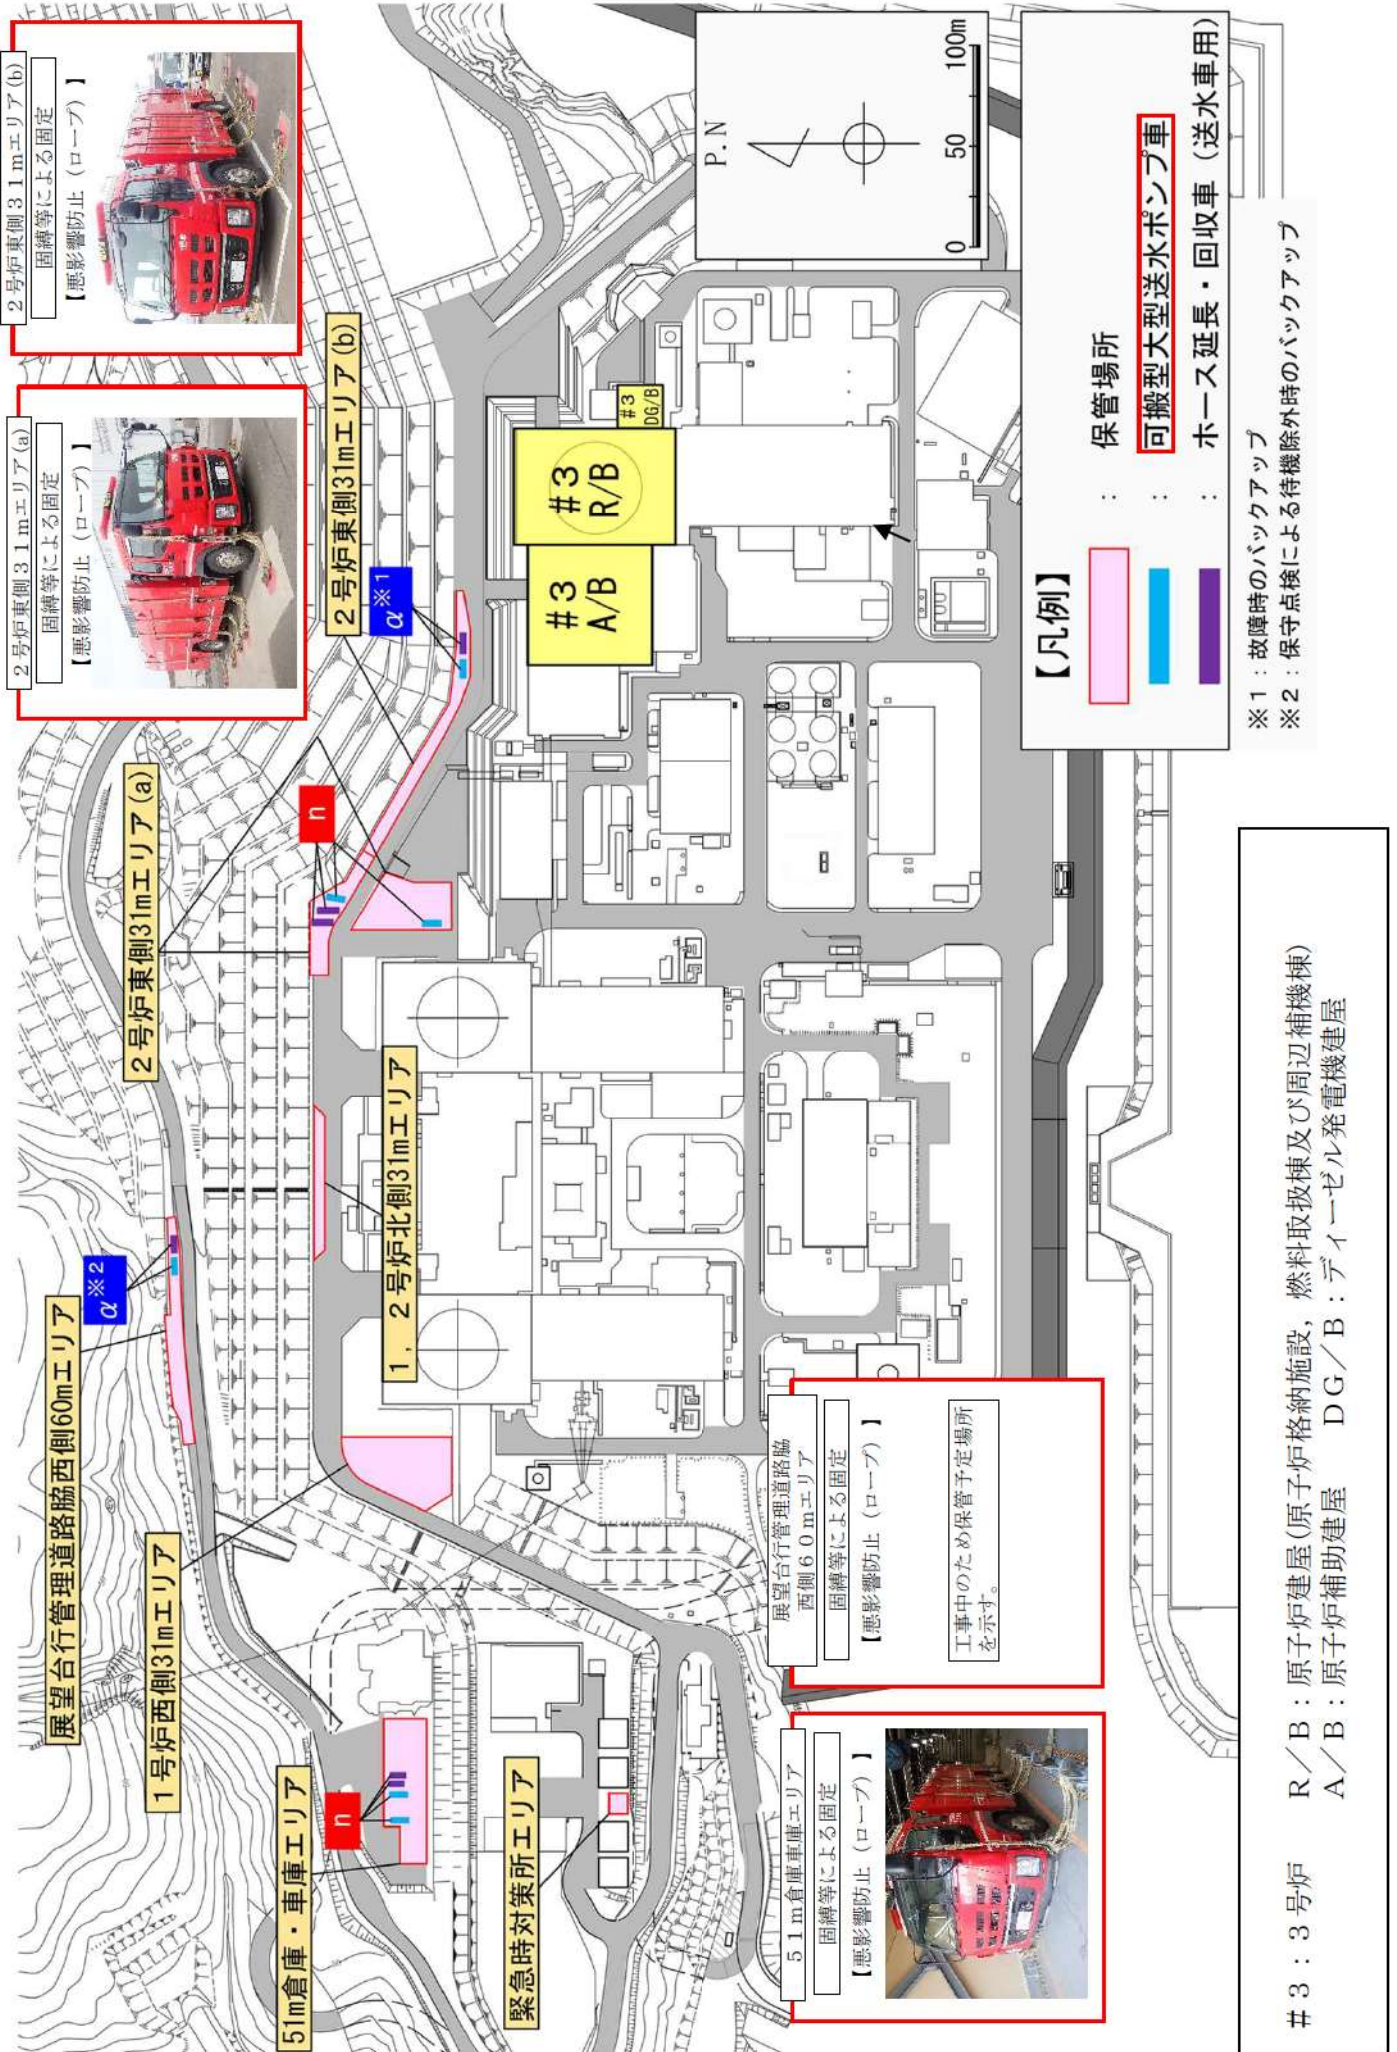 2号炉東側31mエリア(a)
固縛等による固定
【悪影響防止(ロープ)】
2号炉東側31mエリア(b)
固縛等による固定
【悪影響防止(ロープ)】
展望台行管理道路脇西側60mエリア
α※2
2号炉東側31mエリア(a)
1号炉西側31mエリア
n
2号炉東側31mエリア(b)
α※1
51m倉庫・車庫エリア
n
1, 2号炉北側31mエリア
緊急時対策所エリア
#3
A/B
#3
R/B
#3
DG/B
P.N
0
50
100m
51m倉庫車庫エリア
固縛等による固定
【悪影響防止(ロープ)】
展望台行管理道路脇
西側60mエリア
固縛等による固定
【悪影響防止(ロープ)】
工事中のため保管予定場所
を示す。
【凡例】
: 保管場所
: 可搬型大型送水ポンプ車
: ホース延長・回収車(送水車用)
※1:故障時のバックアップ
※2:保守点検による待機除外時のバックアップ
#3:3号炉 R/B:原子炉建屋(原子炉格納施設,燃料取扱棟及び周辺補機棟)
A/B:原子炉補助建屋 DG/B:ディーゼル発電機建屋